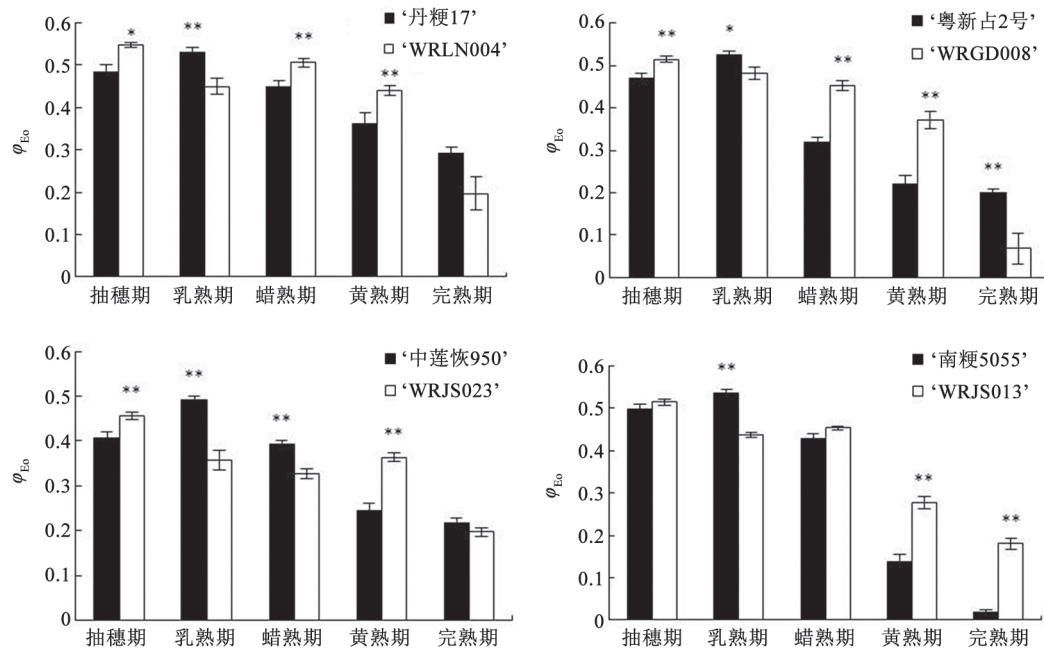 0.6
0.5
0.4
0.3
0.2
0.1
0
φEo
‘丹粳17’
‘WRLN004’
* ** ** **
抽穗期 乳熟期 蜡熟期 黄熟期 完熟期
0.6
0.5
0.4
0.3
0.2
0.1
0
φEo
‘粤新占2号’
‘WRGD008’
** * ** ** **
抽穗期 乳熟期 蜡熟期 黄熟期 完熟期
0.6
0.5
0.4
0.3
0.2
0.1
0
φEo
‘中莲恢950’
‘WRJS023’
** ** ** **
抽穗期 乳熟期 蜡熟期 黄熟期 完熟期
0.6
0.5
0.4
0.3
0.2
0.1
0
φEo
‘南粳5055’
‘WRJS013’
** ** **
抽穗期 乳熟期 蜡熟期 黄熟期 完熟期